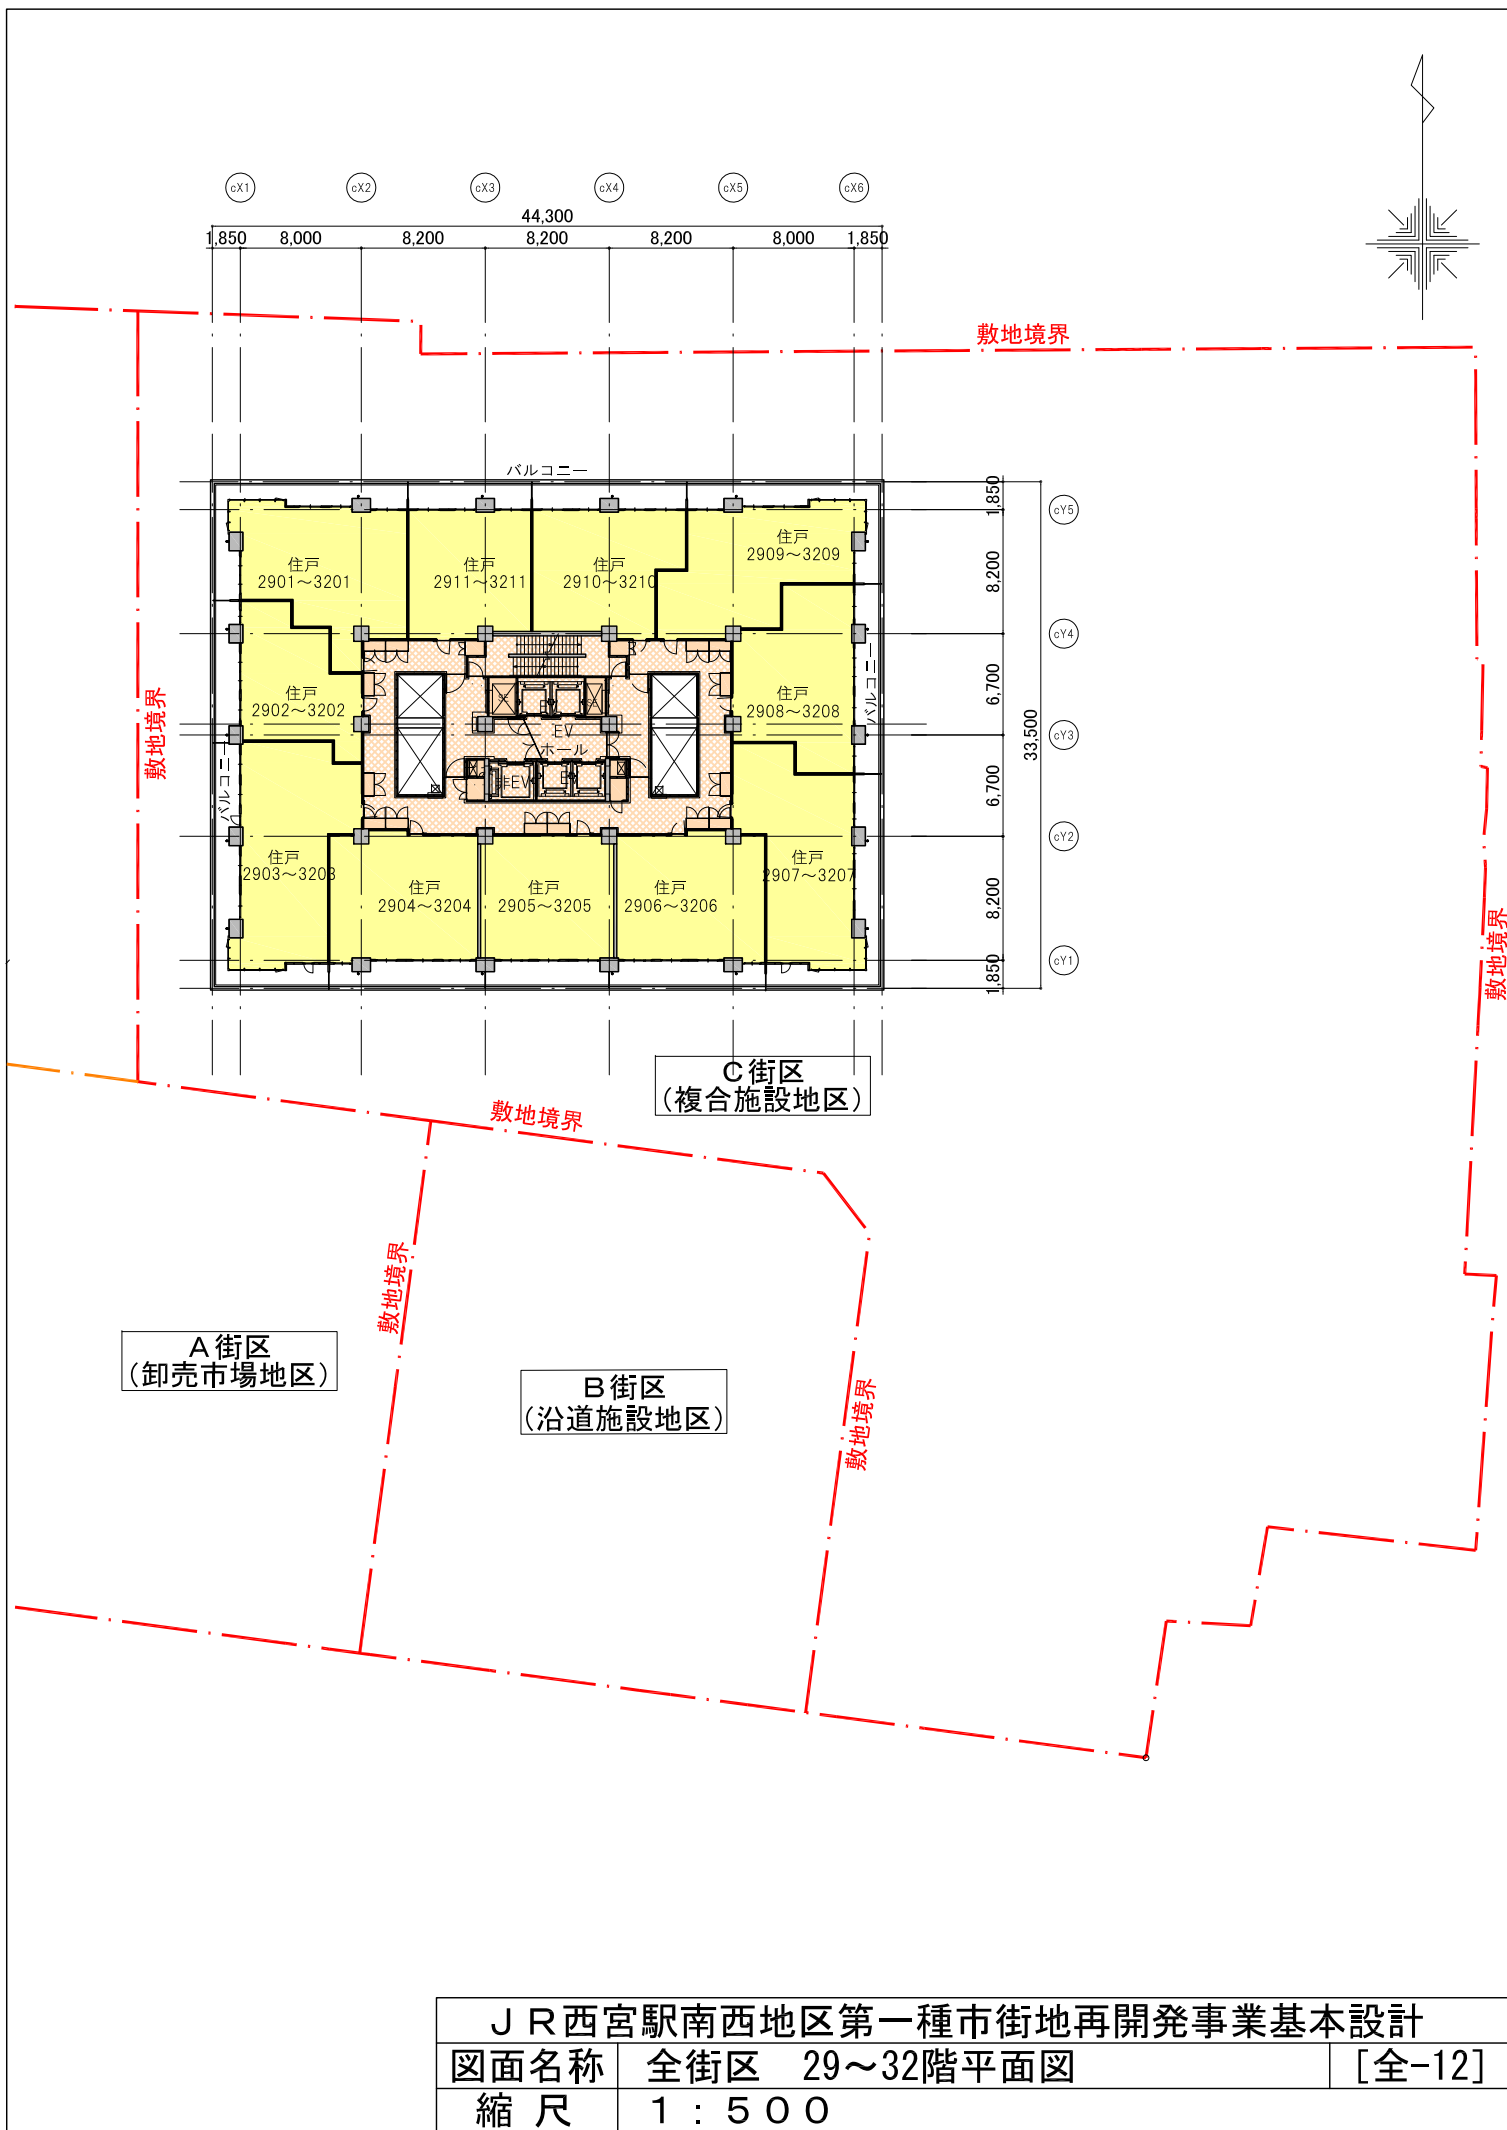 cX1 cX2 cX3 cX4 cX5 cX6
44,300
1,850 8,000 8,200 8,200 8,200 8,000 1,850
敷地境界
バルコニー
1,850
cY5
住戸
2909～3209
住戸
2901～3201
住戸
2911～3211
住戸
2910～3210
8,200
cY4
バルコニー
6,700
敷地境界
住戸
2902～3202
住戸
2908～3208
EV
ホール
cY3
33,500
バルコニー
非EV
6,700
cY2
住戸
2903～3203
住戸
2904～3204
住戸
2905～3205
住戸
2906～3206
住戸
2907～3207
8,200
敷地境界
cY1
1,850
C街区
（複合施設地区）
敷地境界
敷地境界
A街区
（卸売市場地区）
B街区
（沿道施設地区）
敷地境界
JR西宮駅南西地区第一種市街地再開発事業基本設計
図面名称 全街区 29～32階平面図 [全-12]
縮尺 1：500